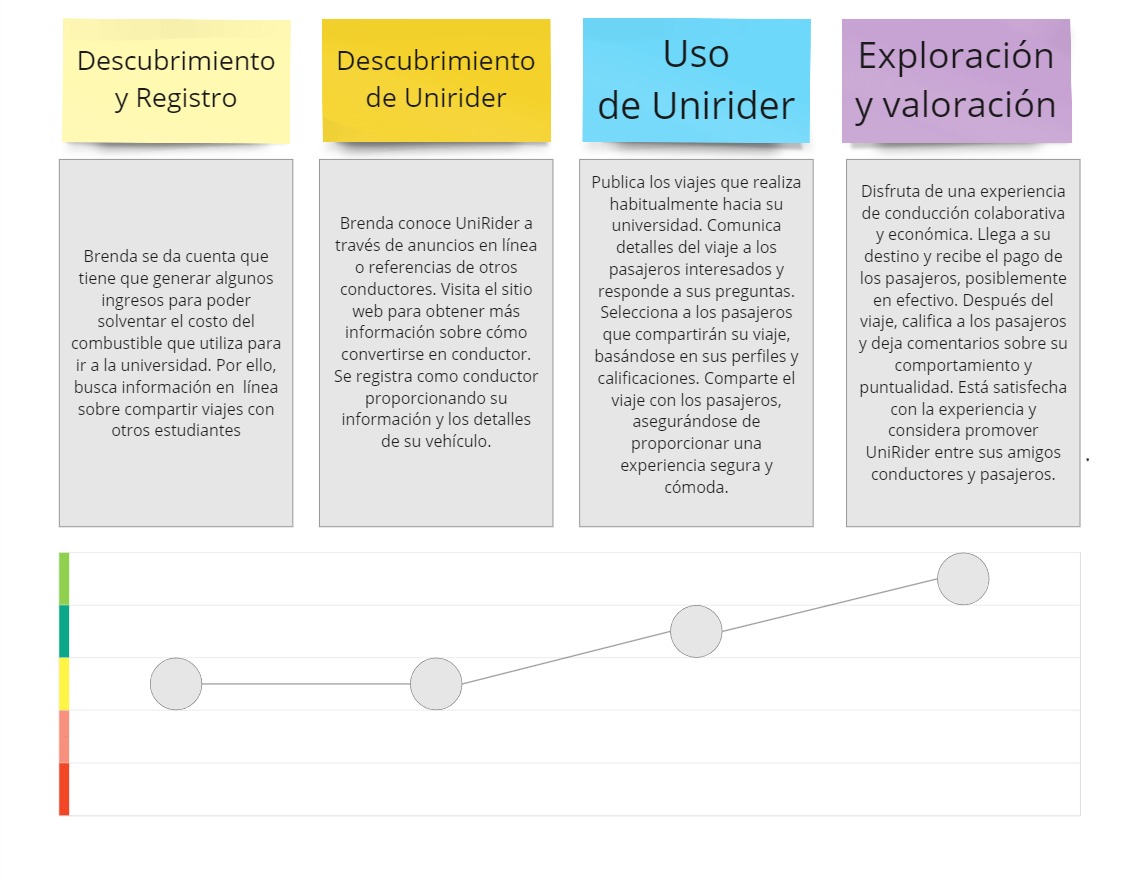 Descubrimiento
y Registro
Descubrimiento
de Unirider
Uso
de Unirider
Exploración
y valoración
Brenda se da cuenta que
tiene que generar algunos
ingresos para poder
solventar el costo del
combustible que utiliza para
ir a la universidad. Por ello,
busca información en  línea
sobre compartir viajes con
otros estudiantes
Brenda conoce UniRider a
través de anuncios en línea
o referencias de otros
conductores. Visita el sitio
web para obtener más
información sobre cómo
convertirse en conductor.
Se registra como conductor
proporcionando su
información y los detalles
de su vehículo.
Publica los viajes que realiza
habitualmente hacia su
universidad. Comunica
detalles del viaje a los
pasajeros interesados y
responde a sus preguntas.
Selecciona a los pasajeros
que compartirán su viaje,
basándose en sus perfiles y
calificaciones. Comparte el
viaje con los pasajeros,
asegurándose de
proporcionar una
experiencia segura y
cómoda.
Disfruta de una experiencia
de conducción colaborativa
y económica. Llega a su
destino y recibe el pago de
los pasajeros, posiblemente
en efectivo. Después del
viaje, califica a los pasajeros
y deja comentarios sobre su
comportamiento y
puntualidad. Está satisfecha
con la experiencia y
considera promover
UniRider entre sus amigos
conductores y pasajeros.
.